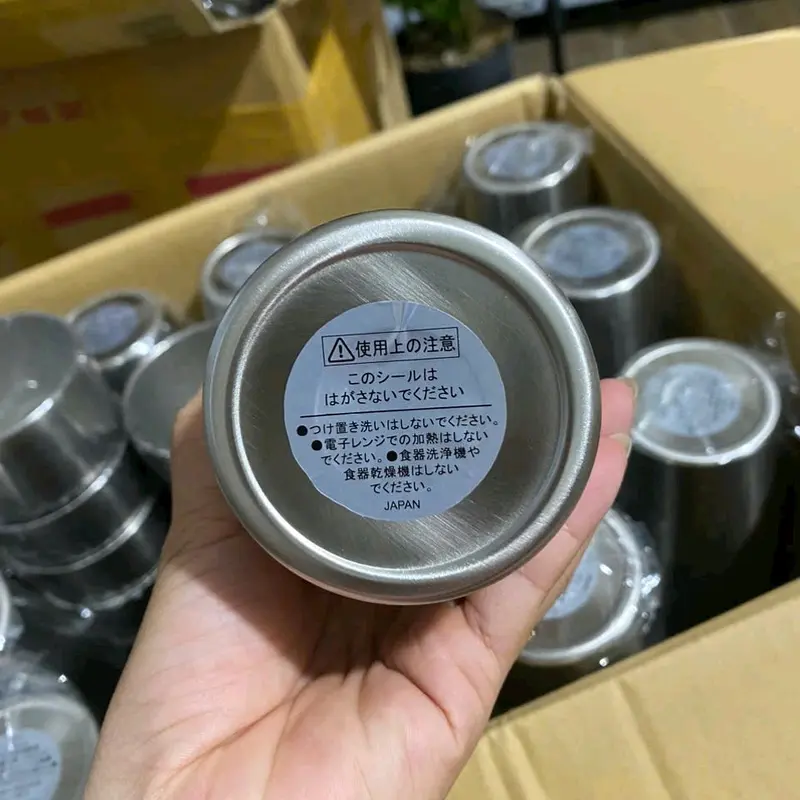 ⚠使用上の注意
このシールは
はがさないでください
●つけ置き洗いはしないでください。
●電子レンジでの加熱はしない
でください。●食器洗浄機や
食器乾燥機はしない
でください。
JAPAN